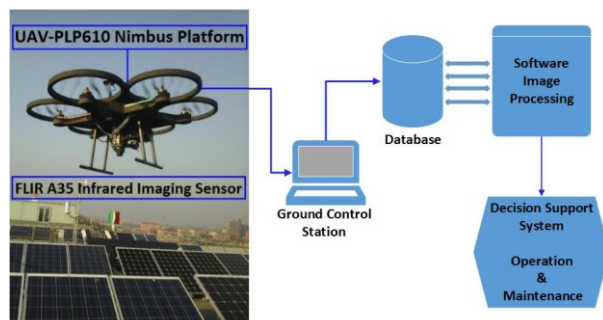 UAV-PLP610 Nimbus Platform
FLIR A35 Infrared Imaging Sensor
Ground Control
Station
Database
Software
Image
Processing
Decision Support
System
Operation
&
Maintenance